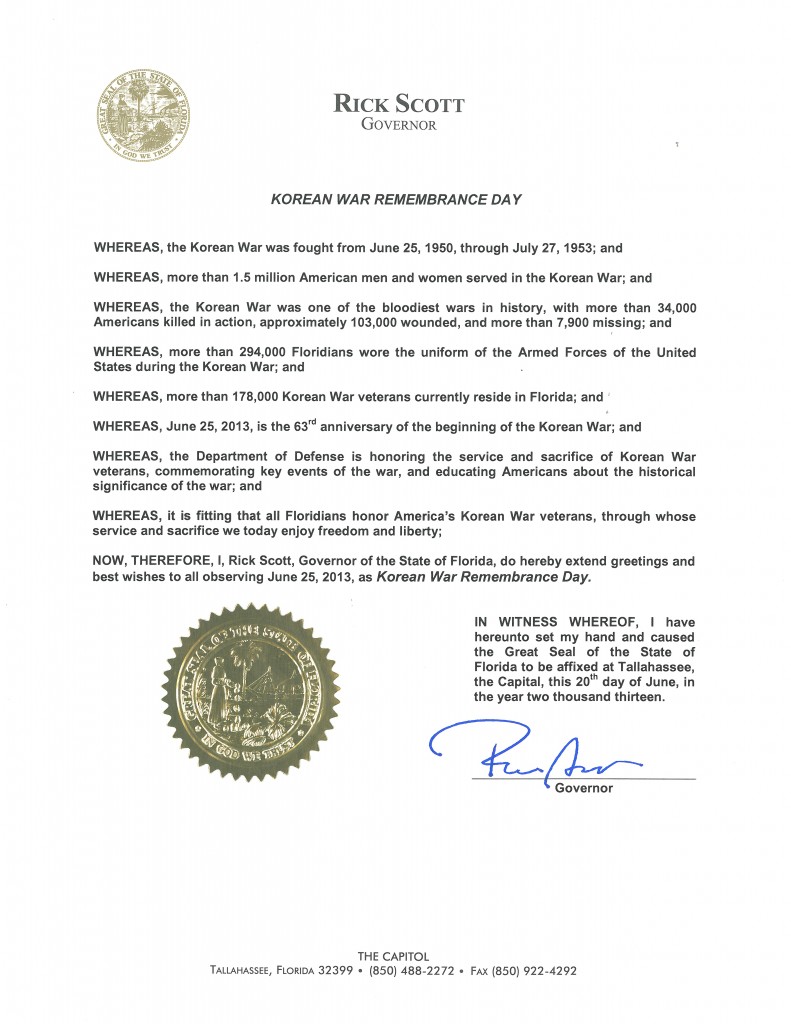 GREAT SEAL OF THE STATE OF FLORIDA
IN GOD WE TRUST
RICK SCOTT
GOVERNOR
KOREAN WAR REMEMBRANCE DAY
WHEREAS, the Korean War was fought from June 25, 1950, through July 27, 1953; and
WHEREAS, more than 1.5 million American men and women served in the Korean War; and
WHEREAS, the Korean War was one of the bloodiest wars in history, with more than 34,000
Americans killed in action, approximately 103,000 wounded, and more than 7,900 missing; and
WHEREAS, more than 294,000 Floridians wore the uniform of the Armed Forces of the United
States during the Korean War; and
WHEREAS, more than 178,000 Korean War veterans currently reside in Florida; and
WHEREAS, June 25, 2013, is the 63rd anniversary of the beginning of the Korean War; and
WHEREAS, the Department of Defense is honoring the service and sacrifice of Korean War
veterans, commemorating key events of the war, and educating Americans about the historical
significance of the war; and
WHEREAS, it is fitting that all Floridians honor America's Korean War veterans, through whose
service and sacrifice we today enjoy freedom and liberty;
NOW, THEREFORE, I, Rick Scott, Governor of the State of Florida, do hereby extend greetings and
best wishes to all observing June 25, 2013, as Korean War Remembrance Day.
GREAT SEAL OF THE STATE OF FLORIDA
IN GOD WE TRUST
IN WITNESS WHEREOF, I have
hereunto set my hand and caused
the Great Seal of the State of
Florida to be affixed at Tallahassee,
the Capital, this 20th day of June, in
the year two thousand thirteen.
Governor
THE CAPITOL
TALLAHASSEE, FLORIDA 32399 • (850) 488-2272 • FAX (850) 922-4292